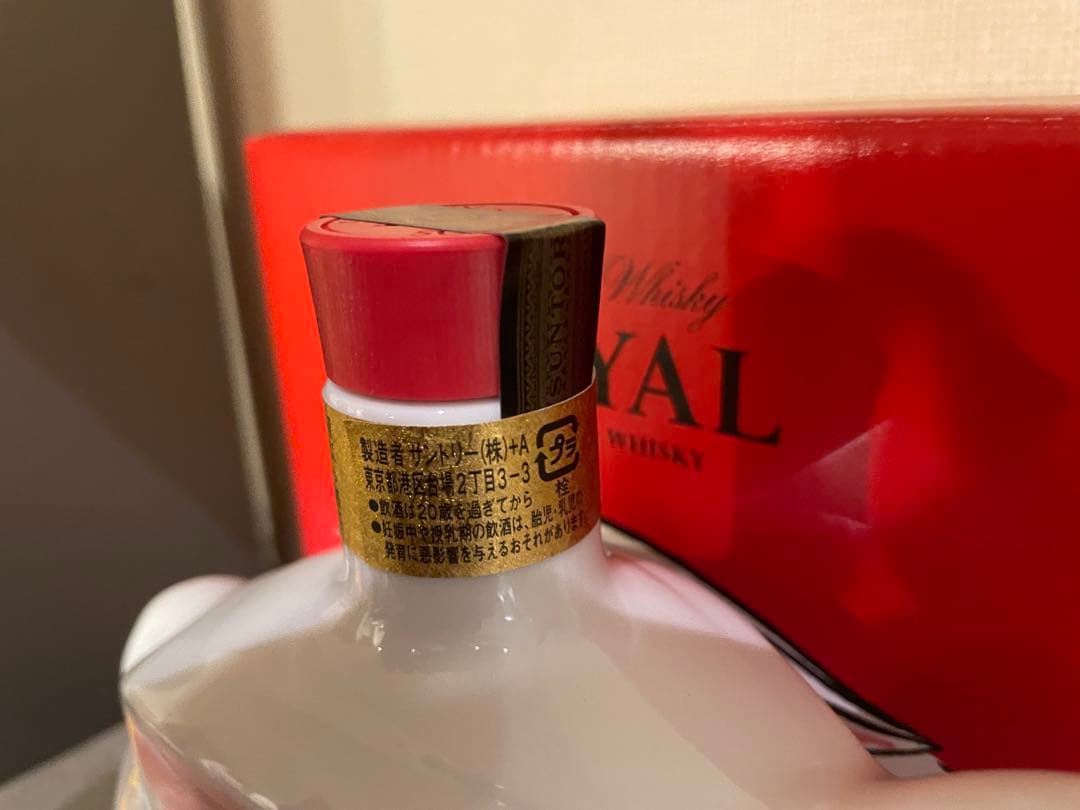 SUNTOR
Whisky
YAL
WHISKY
製造者 サントリー(株)+A
東京都港区台場2丁目3-3
プラ
栓
●飲酒は20歳を過ぎてから
●妊娠中や授乳期の飲酒は、胎児・乳児の
発育に悪影響を与えるおそれがあります。